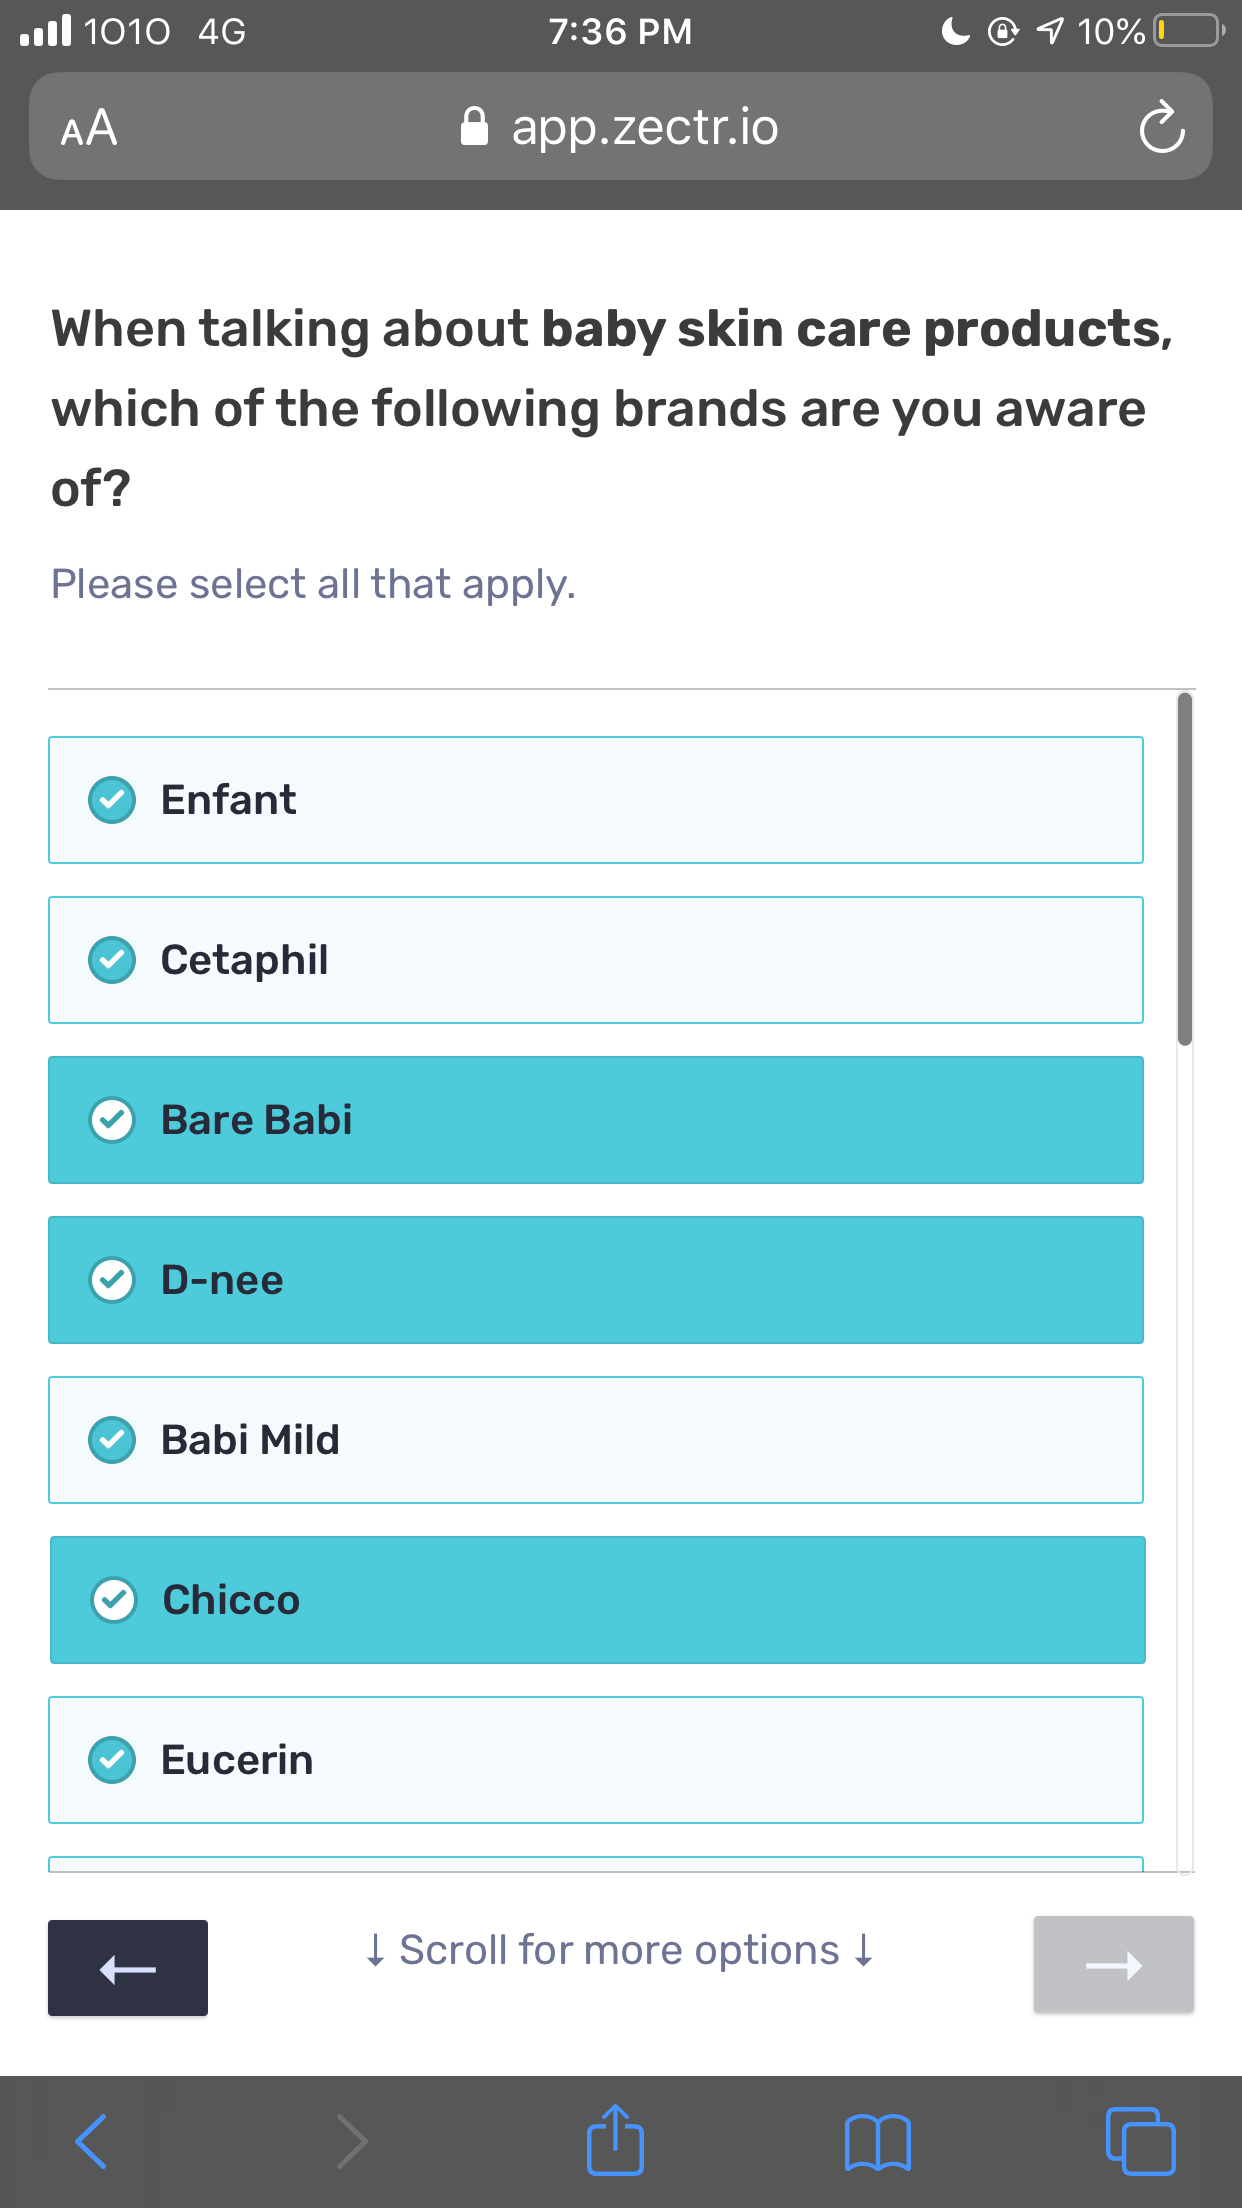 1O1O 4G 7:36 PM 10%
AA app.zectr.io
When talking about baby skin care products,
which of the following brands are you aware
of?
Please select all that apply.
Enfant
Cetaphil
Bare Babi
D-nee
Babi Mild
Chicco
Eucerin
↓ Scroll for more options ↓